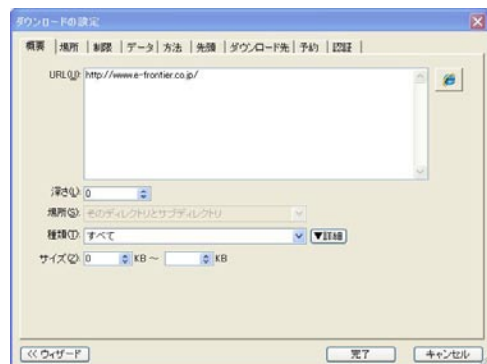 ダウンロードの設定
概要 場所 制限 データ 方法 先頭 ダウンロード先 予約 認証
URL(U): http://www.e-frontier.co.jp/
深さ(L): 0
場所(S): そのディレクトリとサブディレクトリ
種類(T): すべて ▼詳細
サイズ(Z): 0 KB ～ KB
<< ウィザード 完了 キャンセル